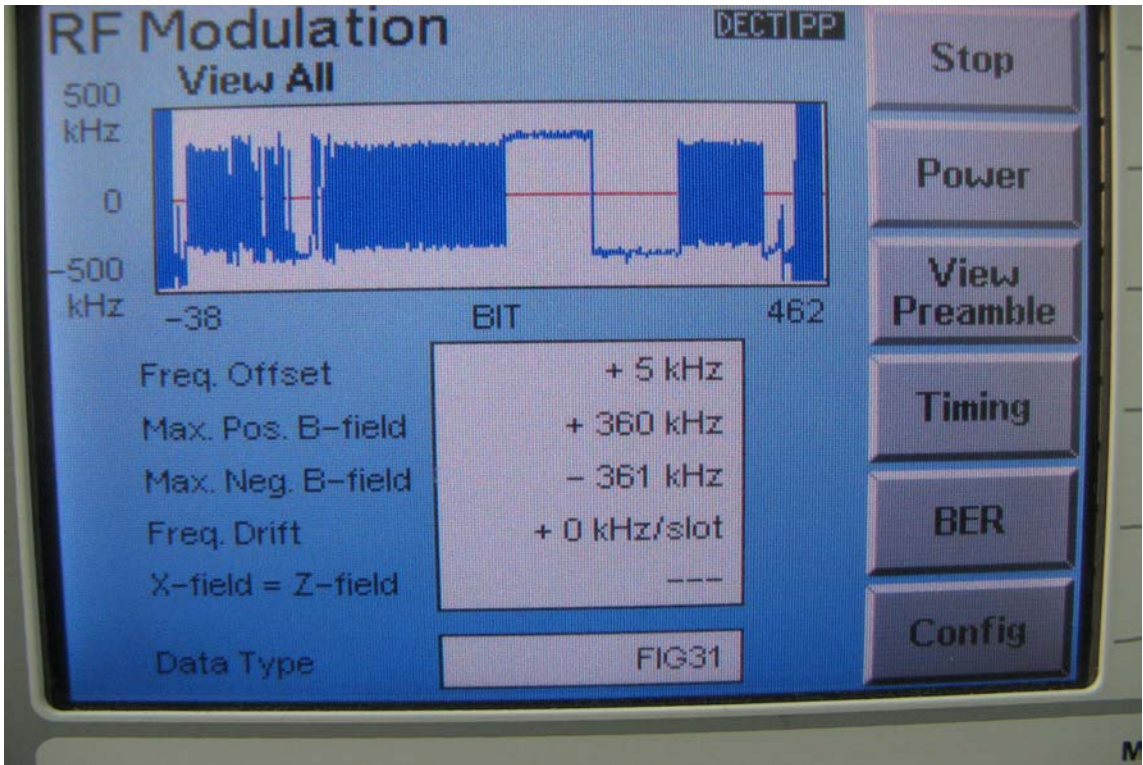 RF Modulation
DECT PP
View All
500
kHz
0
-500
kHz
-38
BIT
462
Freq. Offset
+ 5 kHz
Max. Pos. B-field
+ 360 kHz
Max. Neg. B-field
- 361 kHz
Freq. Drift
+ 0 kHz/slot
X-field = Z-field
---
Data Type
FIG31
Stop
Power
View
Preamble
Timing
BER
Config
M